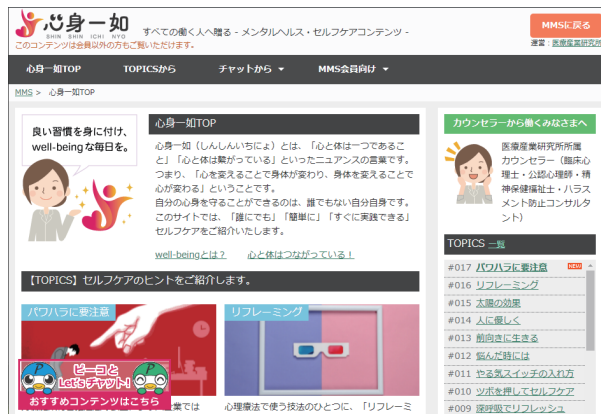 心身一如
SHIN SHIN ICHI NYO
すべての働く人へ贈る - メンタルヘルス・セルフケアコンテンツ -
このコンテンツは会員以外の方もご覧いただけます。
MMSに戻る
運営：医療産業研究所
心身一如TOP
TOPICSから
チャットから
MMS会員向け
MMS > 心身一如TOP
良い習慣を身に付け、
well-beingな毎日を。
心身一如TOP
心身一如（しんしんいちにょ）とは、「心と体は一つであるこ
と」「心と体は繋がっている」といったニュアンスの言葉です。
つまり、「心を変えることで身体が変わり、身体を変えることで
心が変わる」ということです。
自分の心身を守ることができるのは、誰でもない自分自身です。
このサイトでは、「誰にでも」「簡単に」「すぐに実践できる」
セルフケアをご紹介いたします。
well-beingとは？
心と体はつながっている！
【TOPICS】セルフケアのヒントをご紹介します。
パワハラに要注意
リフレーミング
ピーコと
Let'sチャット!
おすすめコンテンツはこちら
業では
心理療法で使う技法のひとつに、「リフレーミ
カウンセラーから働くみなさまへ
医療産業研究所所属
カウンセラー（臨床心
理士・公認心理師・精
神保健福祉士・ハラス
メント防止コンサルタ
ント）
TOPICS 一覧
#017 パワハラに要注意 NEW
#016 リフレーミング
#015 太陽の効果
#014 人に優しく
#013 前向きに生きる
#012 悩んだ時には
#011 やる気スイッチの入れ方
#010 ツボを押してセルフケア
#009 深呼吸でリフレッシュ